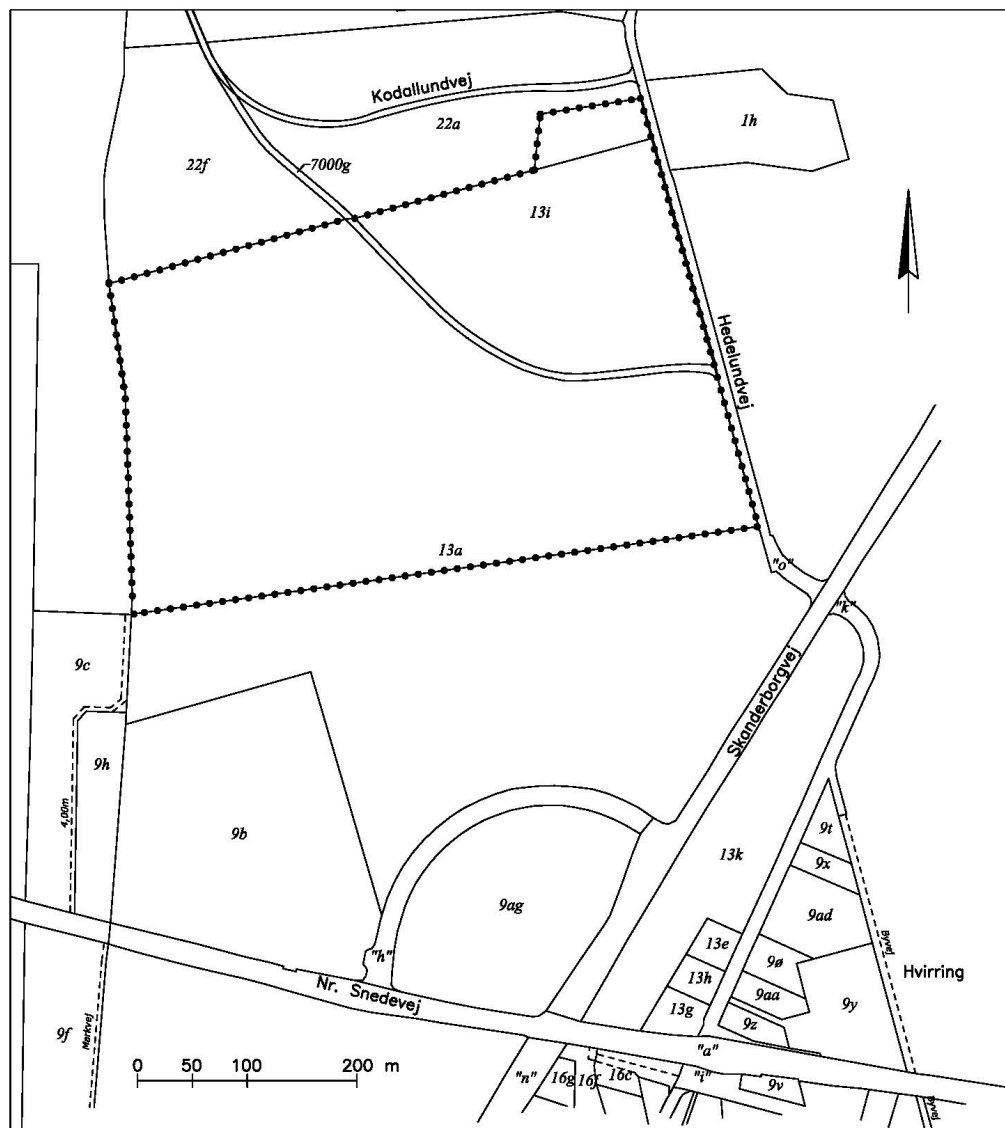 Kodallundvej
1h
22a
22f
7000g
13i
Hedelundvej
13a
"o"
"k"
9c
Skanderborgvej
9h
4,00m
9b
13k
9t
9x
9ag
9ad
Byvej
13e
9ø
"h"
Hvirring
13h
9aa
Nr. Snedevej
9y
13g
9z
9f
Markvej
"a"
0 100 200 m
"n"
16g
16f
16c
"i"
9v
Byvej